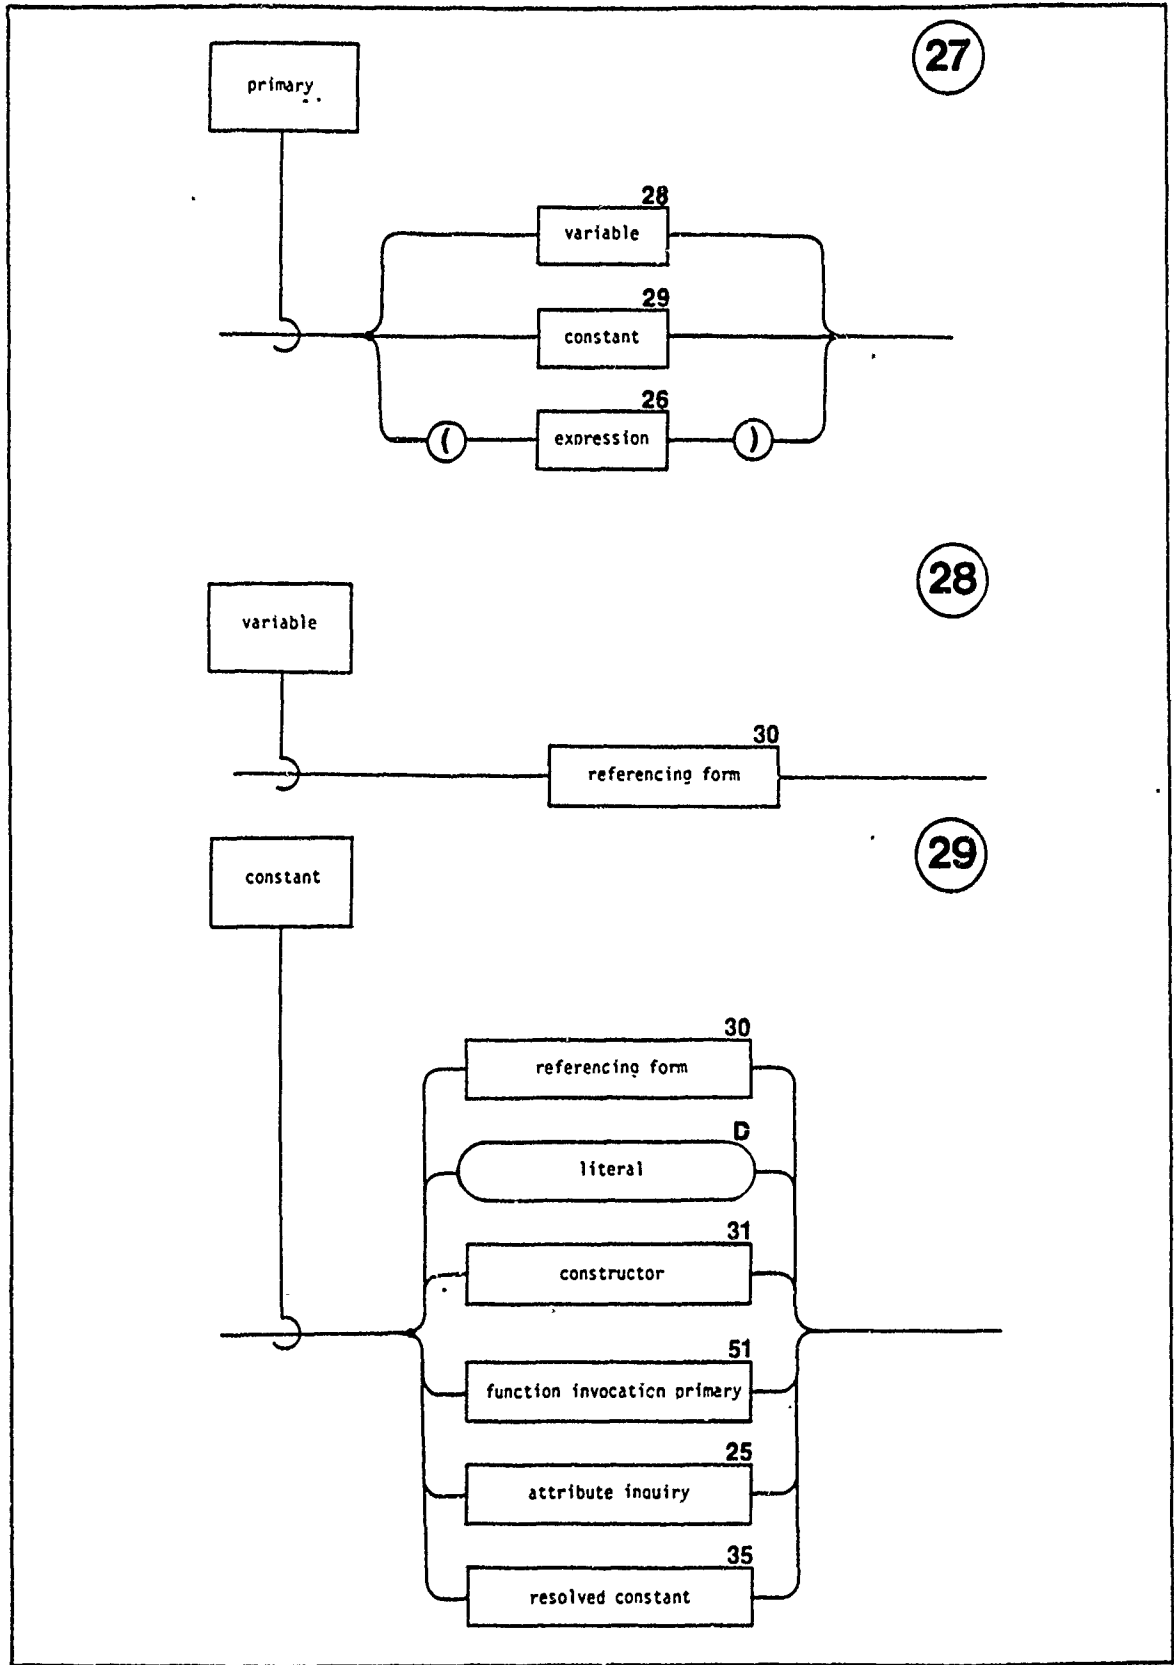 27
primary
28
variable
29
constant
26
( expression )
28
variable
30
referencing form
29
constant
30
referencing form
D
literal
31
constructor
51
function invocation primary
25
attribute inquiry
35
resolved constant